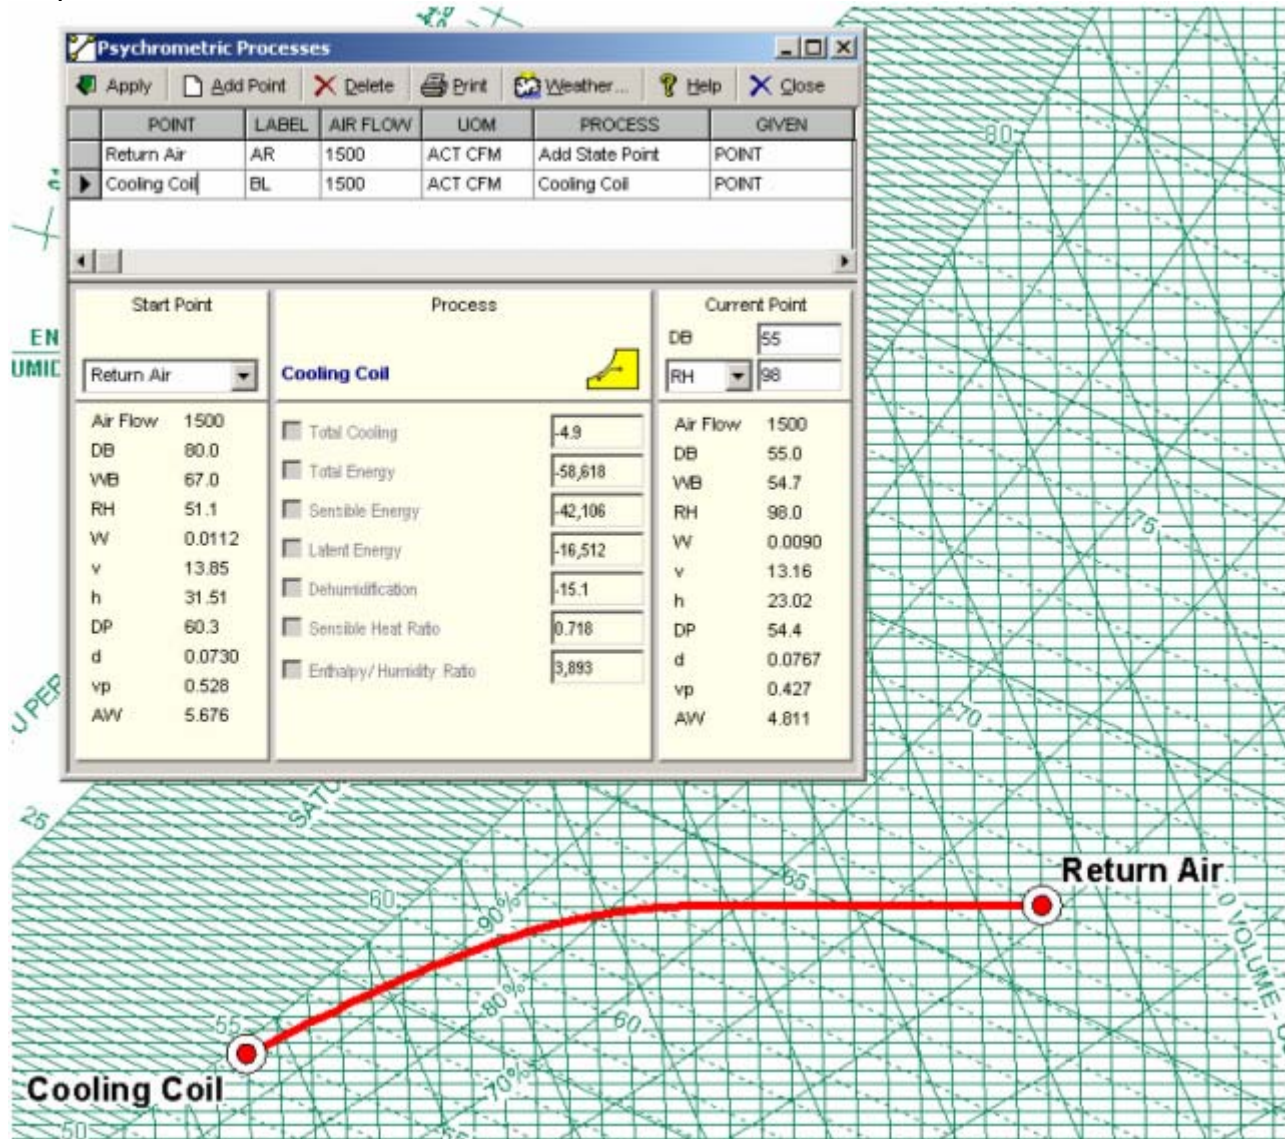 Psychrometric Processes
Apply Add Point Delete Print Weather... Help Close
POINT LABEL AIR FLOW UOM PROCESS GIVEN
Return Air AR 1500 ACT CFM Add State Point POINT
Cooling Coil BL 1500 ACT CFM Cooling Coil POINT
Start Point Process Current Point
DB 55
Return Air Cooling Coil RH 98
Air Flow 1500
DB 80.0
WB 67.0
RH 51.1
W 0.0112
v 13.85
h 31.51
DP 60.3
d 0.0730
vp 0.528
AW 5.676
Total Cooling -4.9
Total Energy -58,618
Sensible Energy -42,106
Latent Energy -16,512
Dehumidification -15.1
Sensible Heat Ratio 0.718
Enthalpy/Humidity Ratio 3,893
Air Flow 1500
DB 55.0
WB 54.7
RH 98.0
W 0.0090
v 13.16
h 23.02
DP 54.4
d 0.0767
vp 0.427
AW 4.811
80
75
70
EN
UMID
U PER
25
SATU
60
90%
65
Return Air
0 VOLUME
80%
60
55
Cooling Coil
70%
50